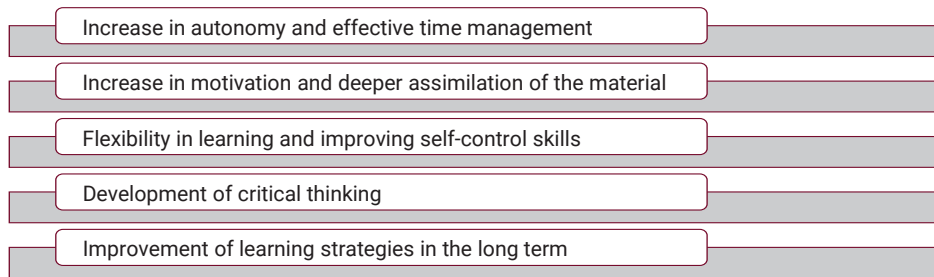 Increase in autonomy and effective time management
Increase in motivation and deeper assimilation of the material
Flexibility in learning and improving self-control skills
Development of critical thinking
Improvement of learning strategies in the long term